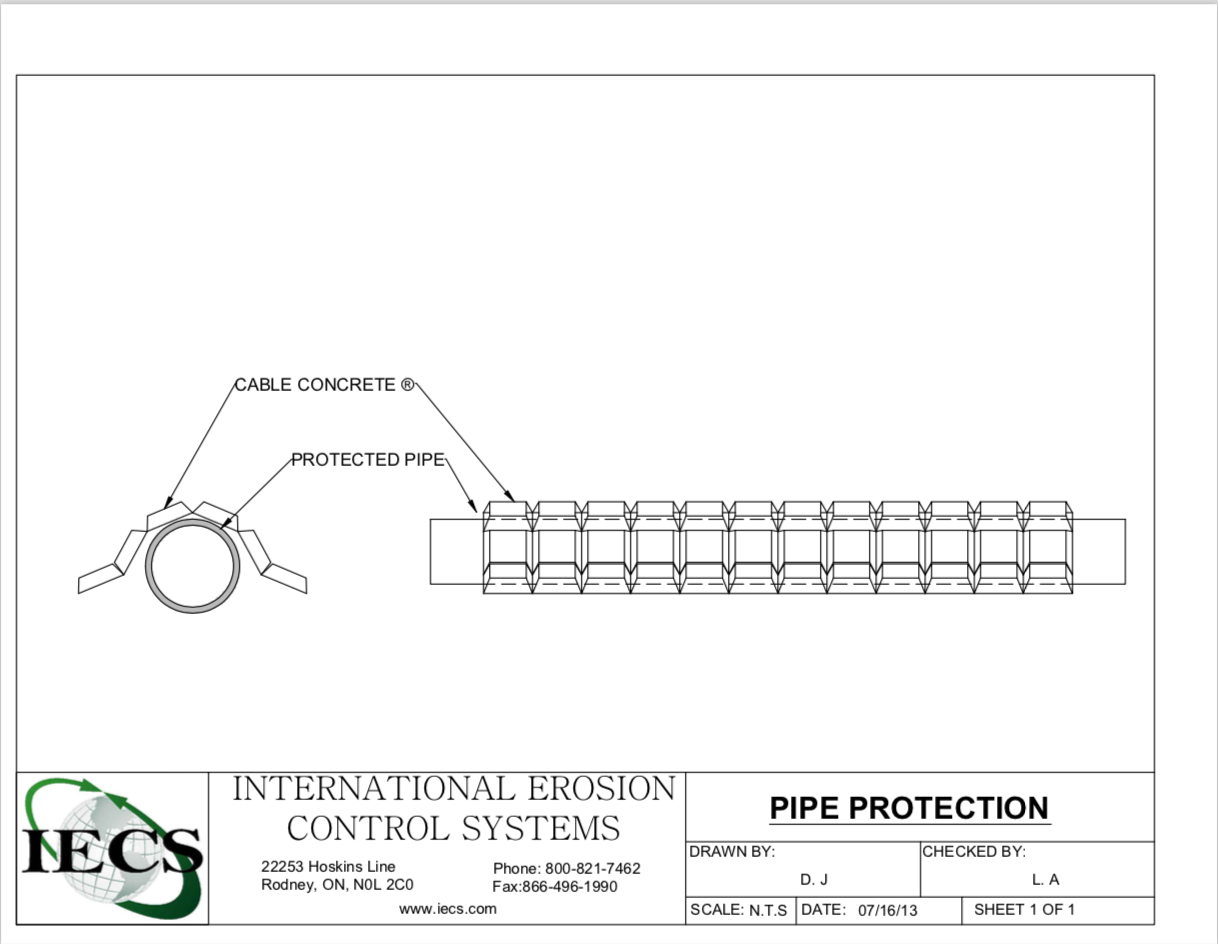 CABLE CONCRETE ®
PROTECTED PIPE
IECS
INTERNATIONAL EROSION
CONTROL SYSTEMS
22253 Hoskins Line
Rodney, ON, N0L 2C0
Phone: 800-821-7462
Fax:866-496-1990
www.iecs.com
PIPE PROTECTION
DRAWN BY:
D. J
CHECKED BY:
L. A
SCALE: N.T.S
DATE: 07/16/13
SHEET 1 OF 1